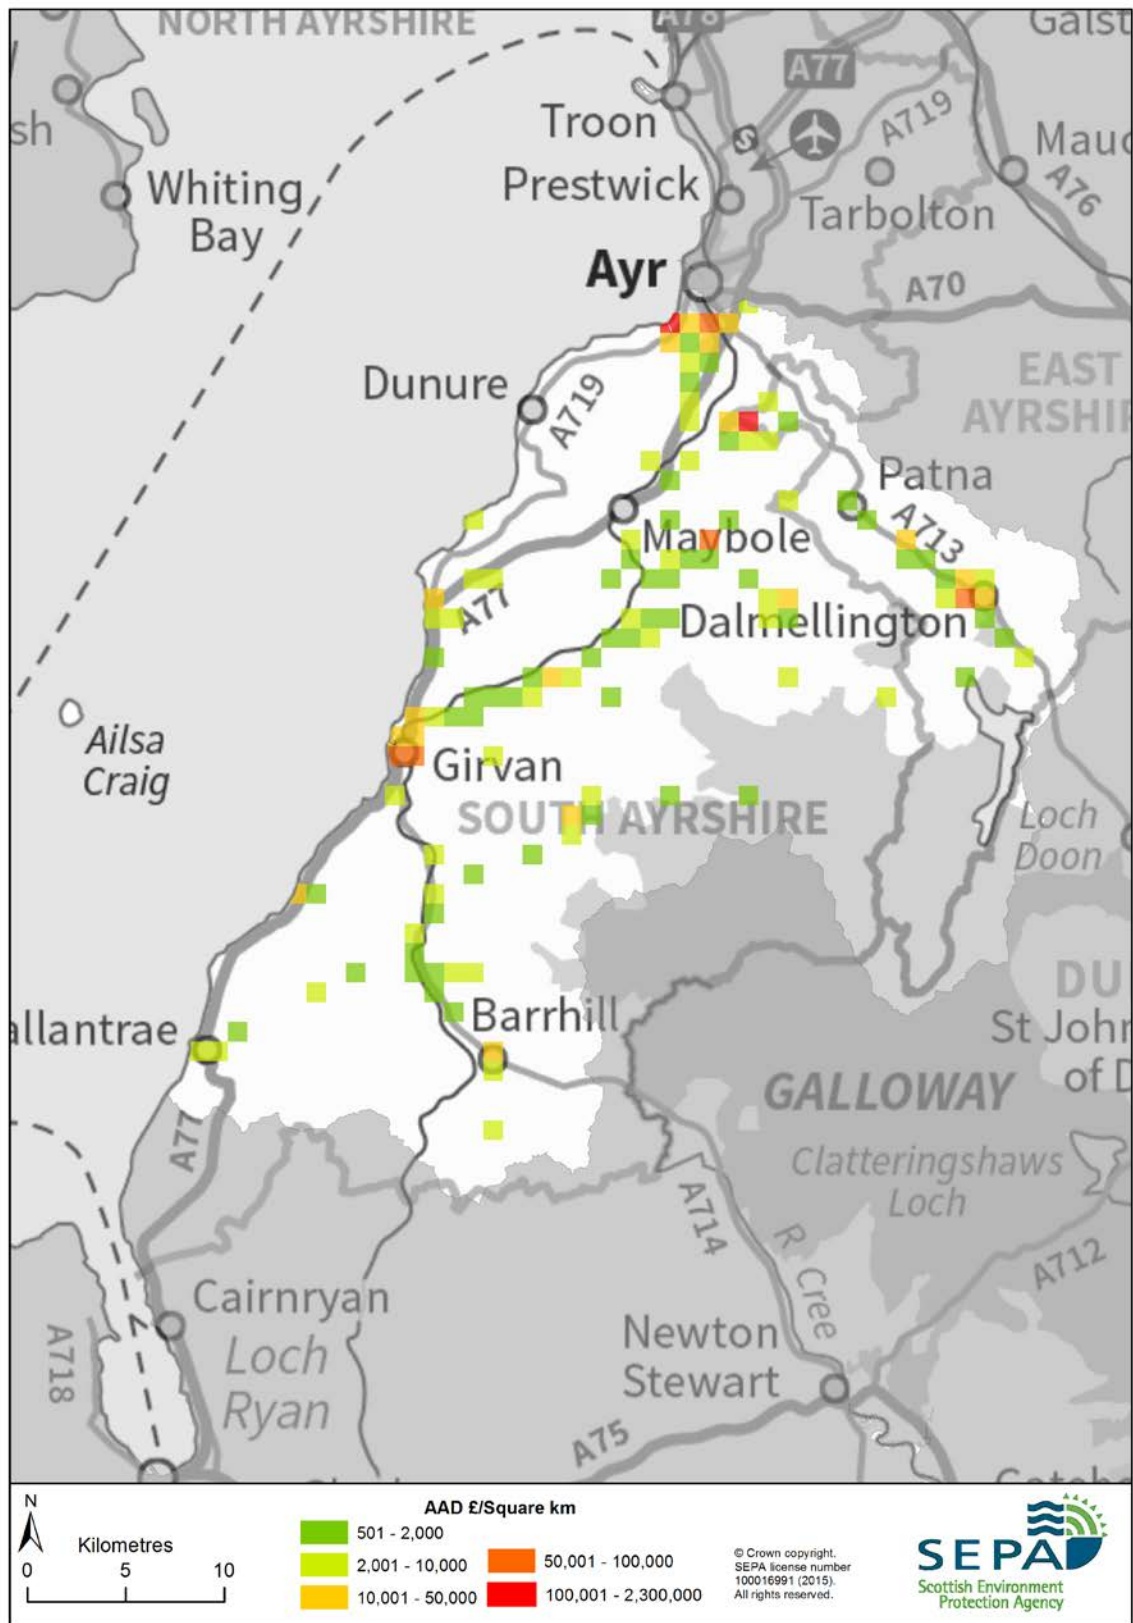 NORTH AYRSHIRE
A78
Galst
A77
sh
Troon
A719
Mauc
Whiting
Bay
Prestwick
S
A76
Tarbolton
Ayr
A70
Dunure
A719
EAST
AYRSHIR
Patna
A713
Maybole
A77
Dalmellington
Ailsa
Craig
Girvan
SOUTH AYRSHIRE
Loch
Doon
DU
Barrhill
allantrae
St John
of D
GALLOWAY
A77
Clatteringshaws
Loch
A714
R Cree
A712
Cairnryan
Loch
Ryan
A718
Newton
Stewart
A75
N
Kilometres
0 5 10
AAD £/Square km
501 - 2,000
2,001 - 10,000
10,001 - 50,000
50,001 - 100,000
100,001 - 2,300,000
© Crown copyright.
SEPA license number
100016991 (2015).
All rights reserved.
SEPA
Scottish Environment
Protection Agency